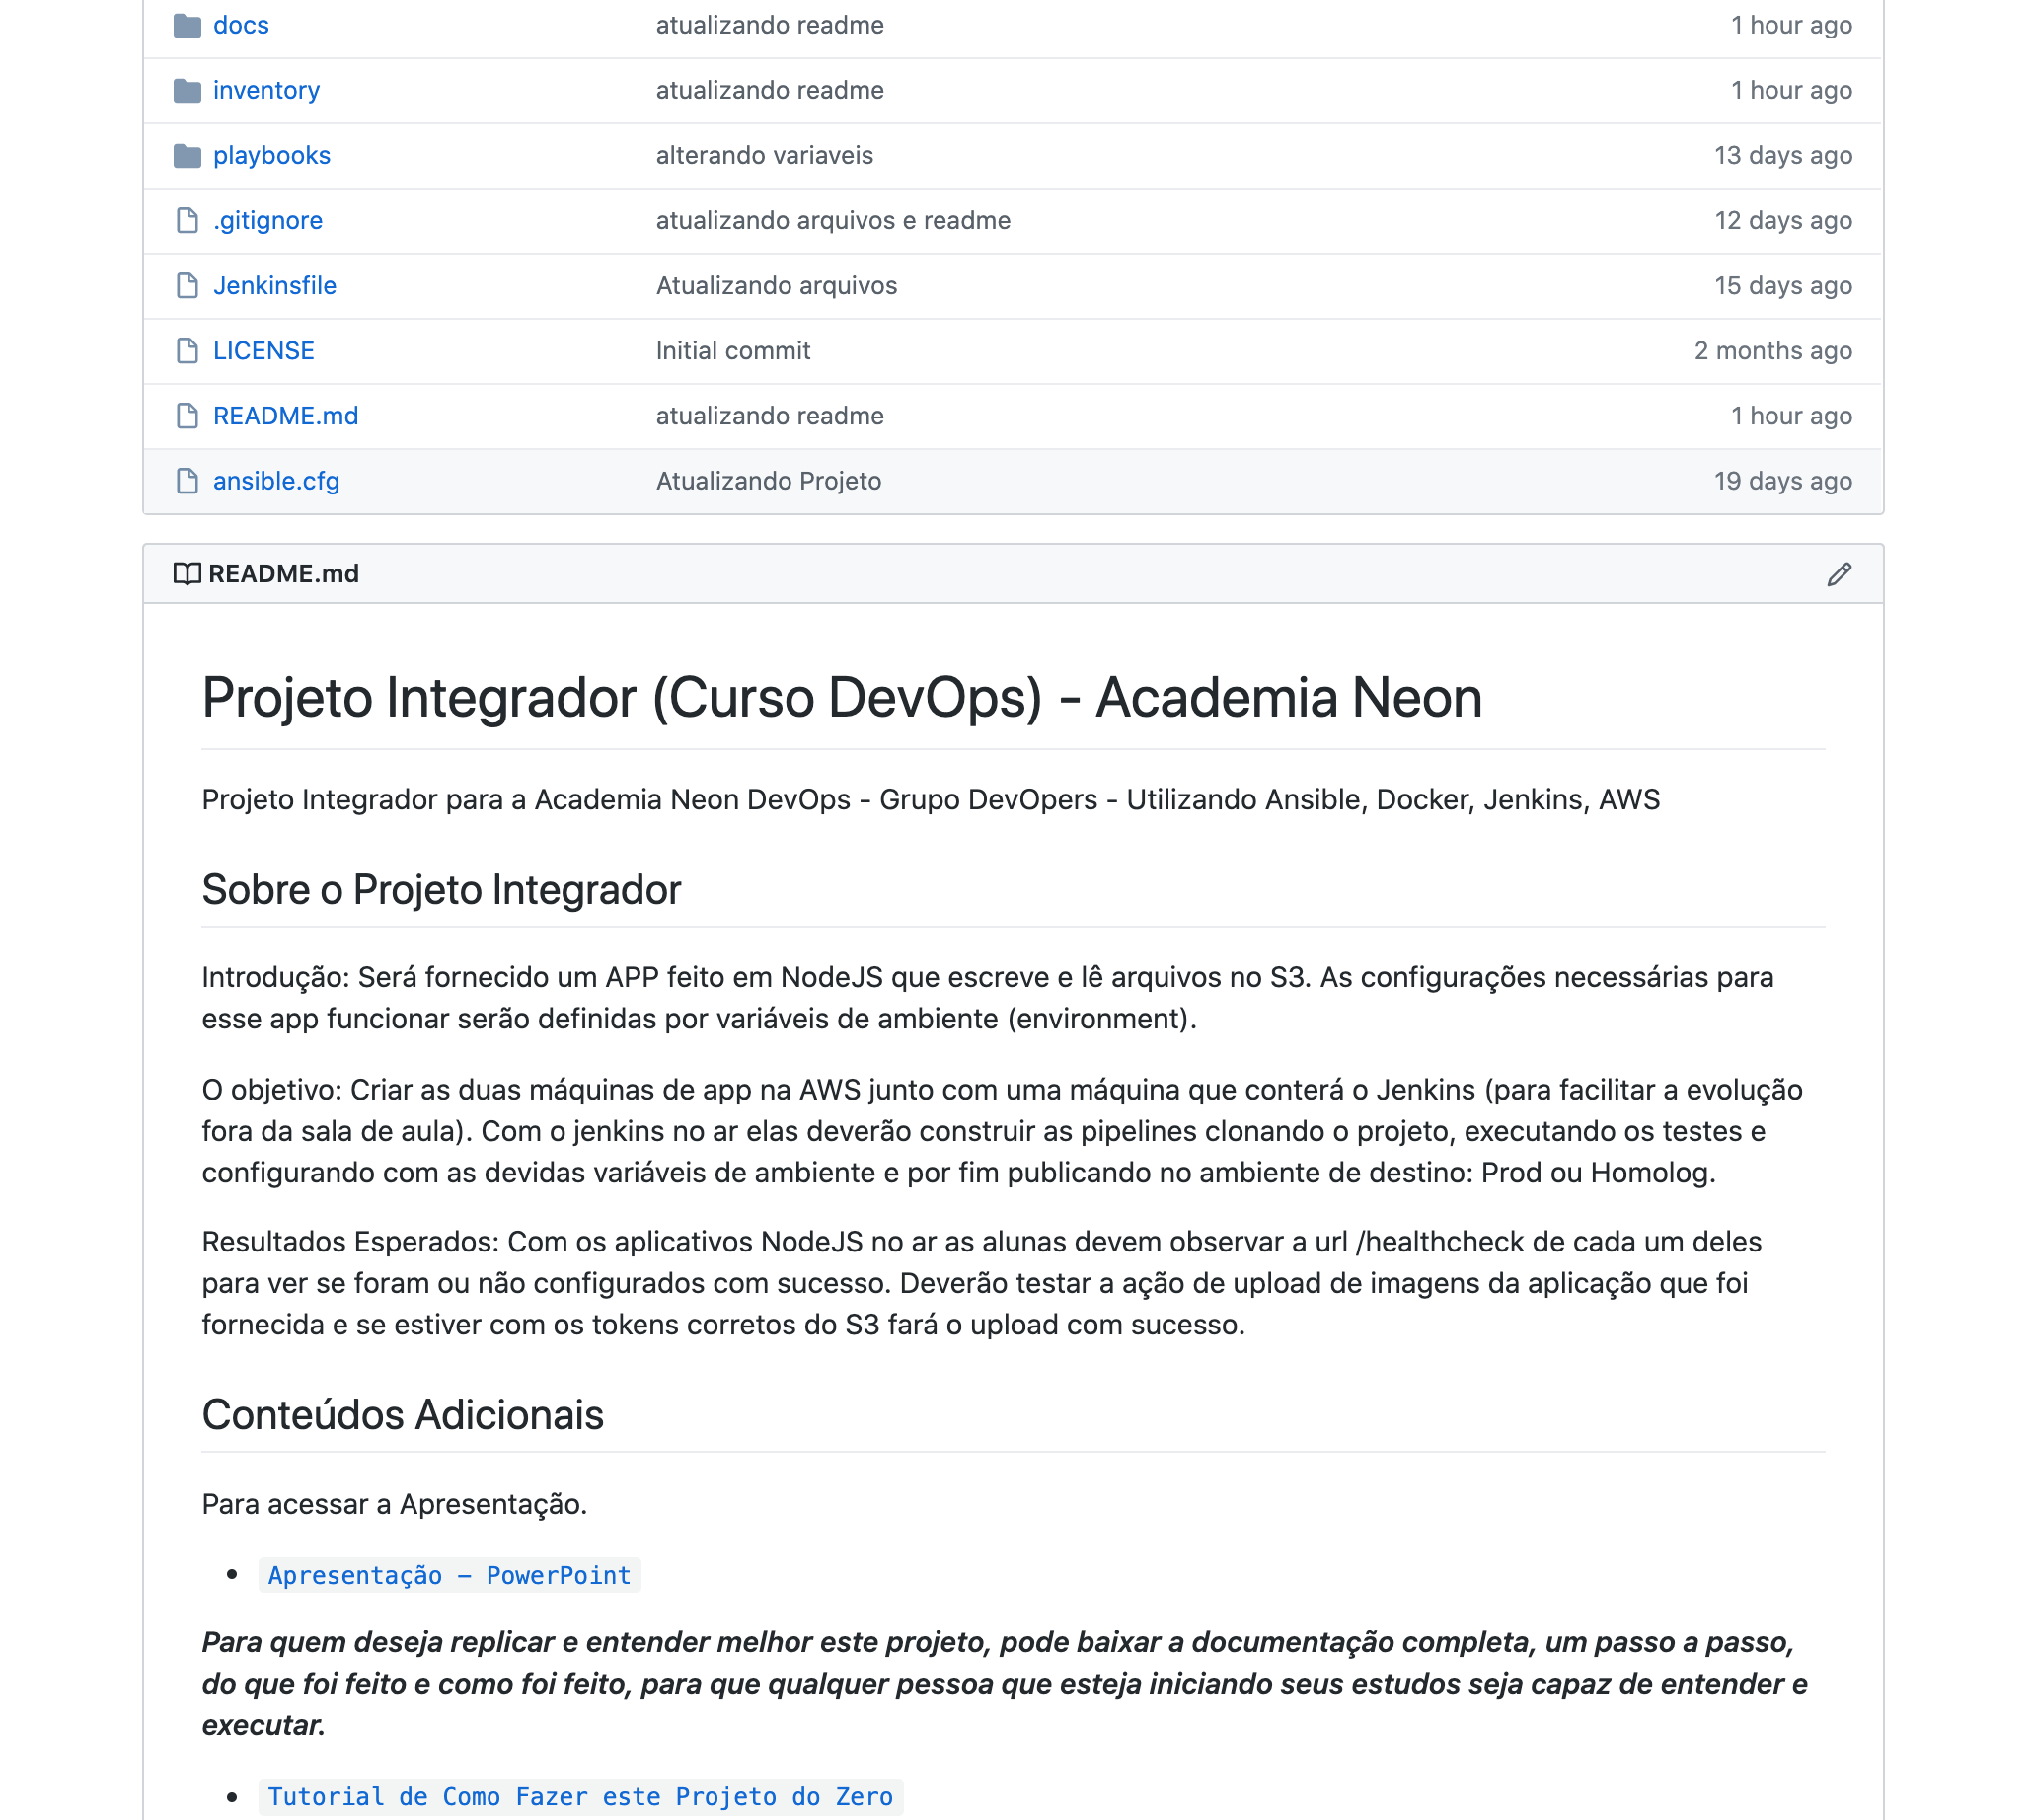 docs atualizando readme 1 hour ago
inventory atualizando readme 1 hour ago
playbooks alterando variaveis 13 days ago
.gitignore atualizando arquivos e readme 12 days ago
Jenkinsfile Atualizando arquivos 15 days ago
LICENSE Initial commit 2 months ago
README.md atualizando readme 1 hour ago
ansible.cfg Atualizando Projeto 19 days ago
README.md
Projeto Integrador (Curso DevOps) - Academia Neon
Projeto Integrador para a Academia Neon DevOps - Grupo DevOpers - Utilizando Ansible, Docker, Jenkins, AWS
Sobre o Projeto Integrador
Introdução: Será fornecido um APP feito em NodeJS que escreve e lê arquivos no S3. As configurações necessárias para
esse app funcionar serão definidas por variáveis de ambiente (environment).
O objetivo: Criar as duas máquinas de app na AWS junto com uma máquina que conterá o Jenkins (para facilitar a evolução
fora da sala de aula). Com o jenkins no ar elas deverão construir as pipelines clonando o projeto, executando os testes e
configurando com as devidas variáveis de ambiente e por fim publicando no ambiente de destino: Prod ou Homolog.
Resultados Esperados: Com os aplicativos NodeJS no ar as alunas devem observar a url /healthcheck de cada um deles
para ver se foram ou não configurados com sucesso. Deverão testar a ação de upload de imagens da aplicação que foi
fornecida e se estiver com os tokens corretos do S3 fará o upload com sucesso.
Conteúdos Adicionais
Para acessar a Apresentação.
• Apresentação – PowerPoint
Para quem deseja replicar e entender melhor este projeto, pode baixar a documentação completa, um passo a passo,
do que foi feito e como foi feito, para que qualquer pessoa que esteja iniciando seus estudos seja capaz de entender e
executar.
• Tutorial de Como Fazer este Projeto do Zero